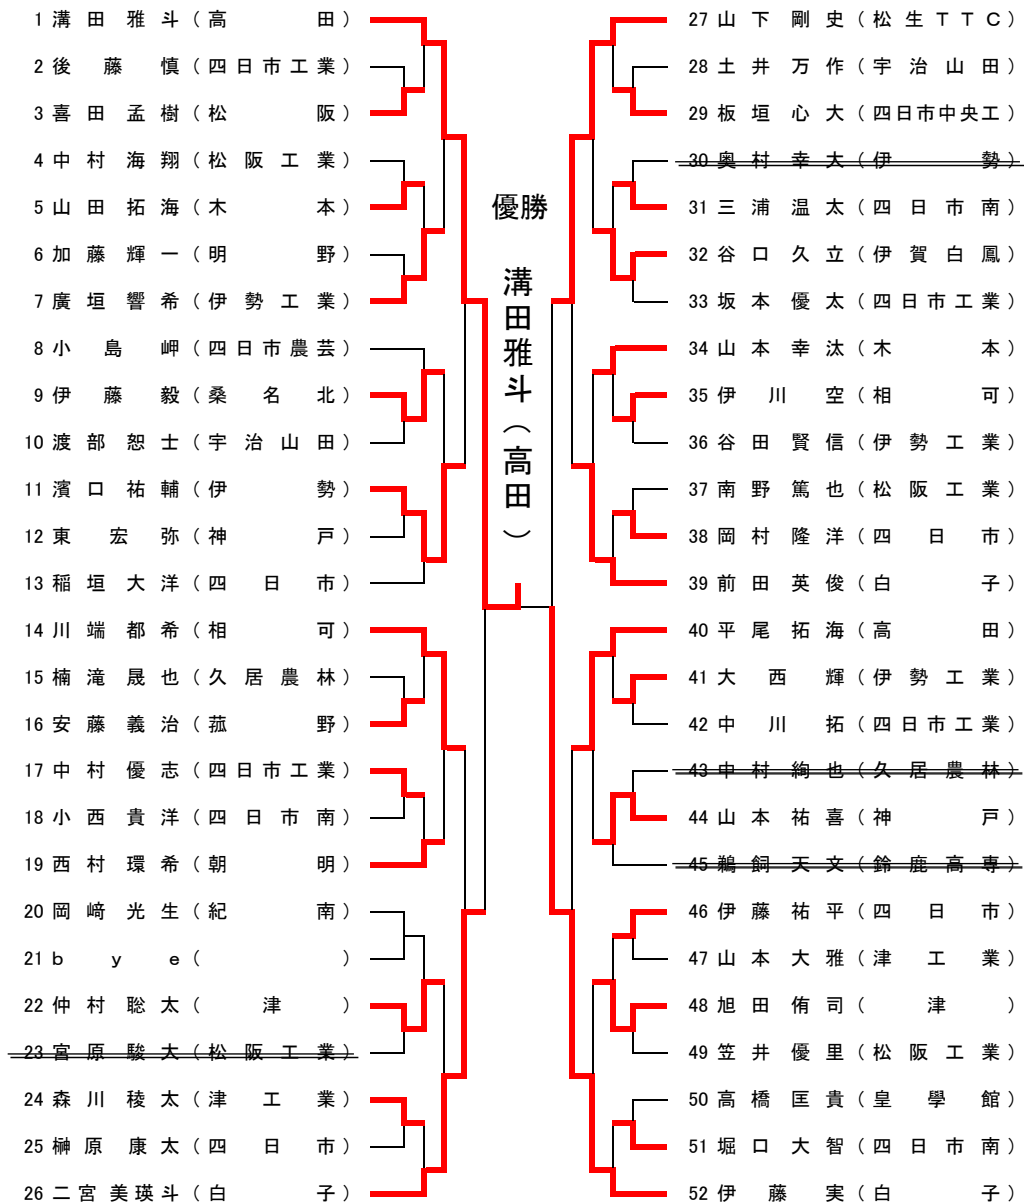 1 溝田雅斗（高田）
2 後藤慎（四日市工業）
3 喜田孟樹（松阪）
4 中村海翔（松阪工業）
5 山田拓海（木本）
6 加藤輝一（明野）
7 廣垣響希（伊勢工業）
8 小島岬（四日市農芸）
9 伊藤毅（桑名北）
10 渡部恕士（宇治山田）
11 濱口祐輔（伊勢）
12 東宏弥（神戸）
13 稲垣大洋（四日市）
14 川端都希（相可）
15 楠滝晟也（久居農林）
16 安藤義治（菰野）
17 中村優志（四日市工業）
18 小西貴洋（四日市南）
19 西村環希（朝明）
20 岡﨑光生（紀南）
21 ｂｙｅ（）
22 仲村聡太（津）
23 宮原駿大（松阪工業）
24 森川稜太（津工業）
25 榊原康太（四日市）
26 二宮美瑛斗（白子）
優勝
溝田雅斗（高田）
27 山下剛史（松生ＴＴＣ）
28 土井万作（宇治山田）
29 板垣心大（四日市中央工）
30 奥村幸大（伊勢）
31 三浦温太（四日市南）
32 谷口久立（伊賀白鳳）
33 坂本優太（四日市工業）
34 山本幸汰（木本）
35 伊川空（相可）
36 谷田賢信（伊勢工業）
37 南野篤也（松阪工業）
38 岡村隆洋（四日市）
39 前田英俊（白子）
40 平尾拓海（高田）
41 大西輝（伊勢工業）
42 中川拓（四日市工業）
43 中村絢也（久居農林）
44 山本祐喜（神戸）
45 鵜飼天文（鈴鹿高専）
46 伊藤祐平（四日市）
47 山本大雅（津工業）
48 旭田侑司（津）
49 笠井優里（松阪工業）
50 高橋匡貴（皇學館）
51 堀口大智（四日市南）
52 伊藤実（白子）